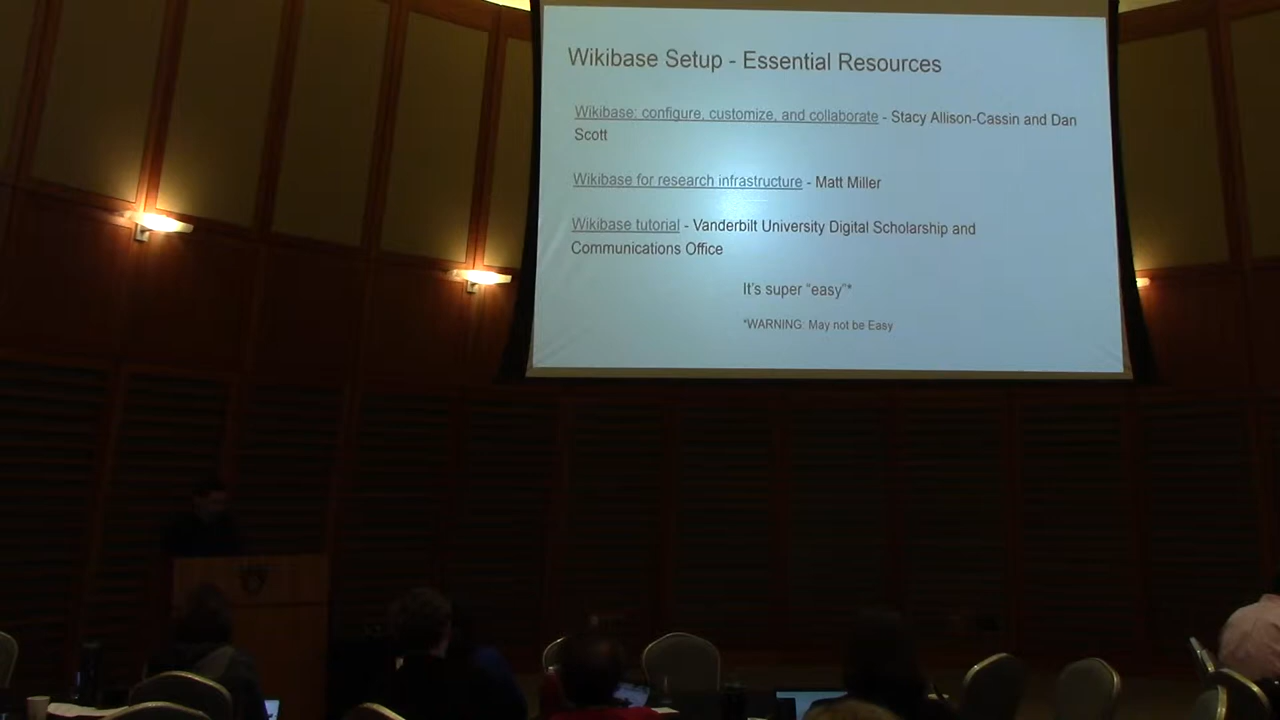 Wikibase Setup - Essential Resources
Wikibase: configure, customize, and collaborate - Stacy Allison-Cassin and Dan
Scott
Wikibase for research infrastructure - Matt Miller
Wikibase tutorial - Vanderbilt University Digital Scholarship and
Communications Office
It's super "easy"*
*WARNING: May not be Easy